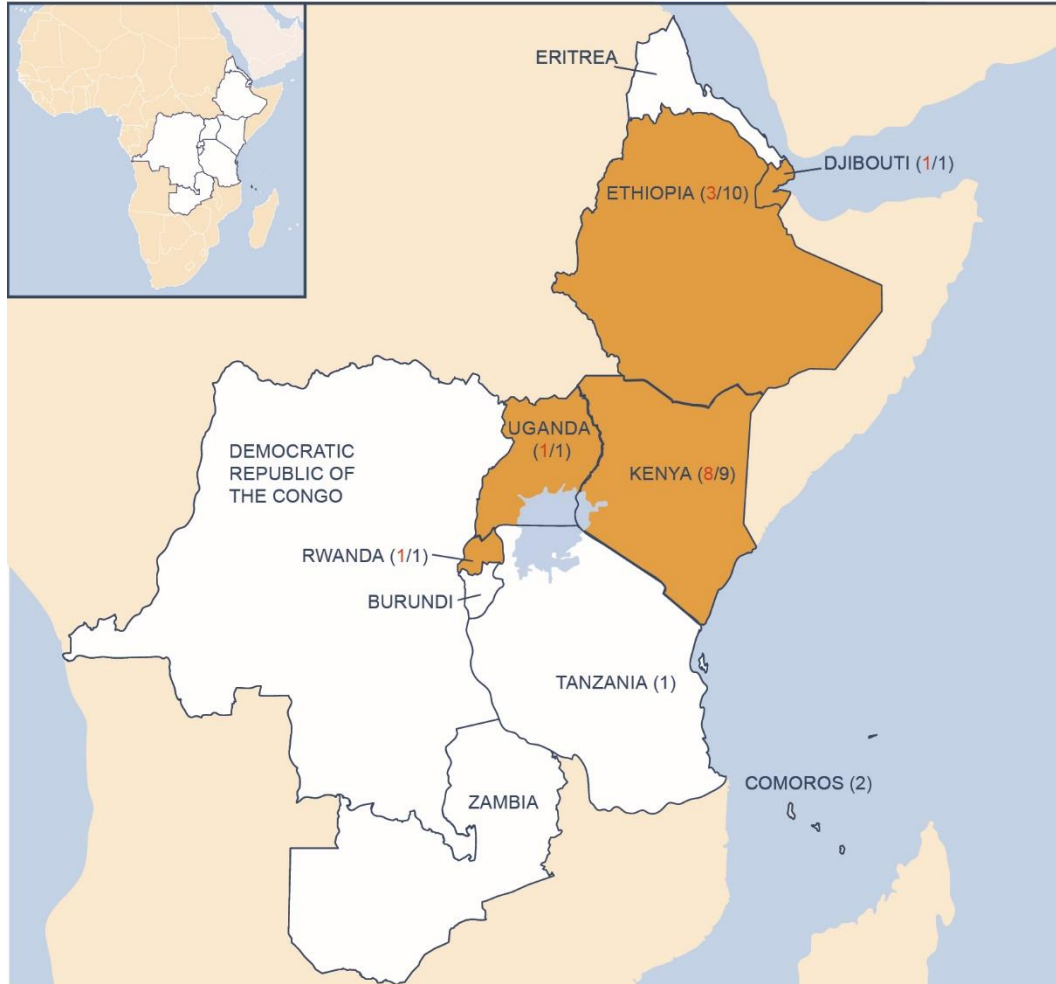 ERITREA
DJIBOUTI (1/1)
ETHIOPIA (3/10)
UGANDA
(1/1)
DEMOCRATIC
REPUBLIC OF
THE CONGO
KENYA (8/9)
RWANDA (1/1)
BURUNDI
TANZANIA (1)
COMOROS (2)
ZAMBIA